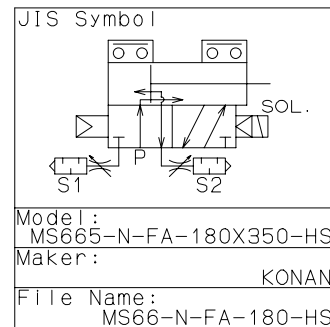 JIS Symbol
SOL.
P
S1
S2
Model:
MS665-N-FA-180X350-HS
Maker:
KONAN
File Name:
MS66-N-FA-180-HS